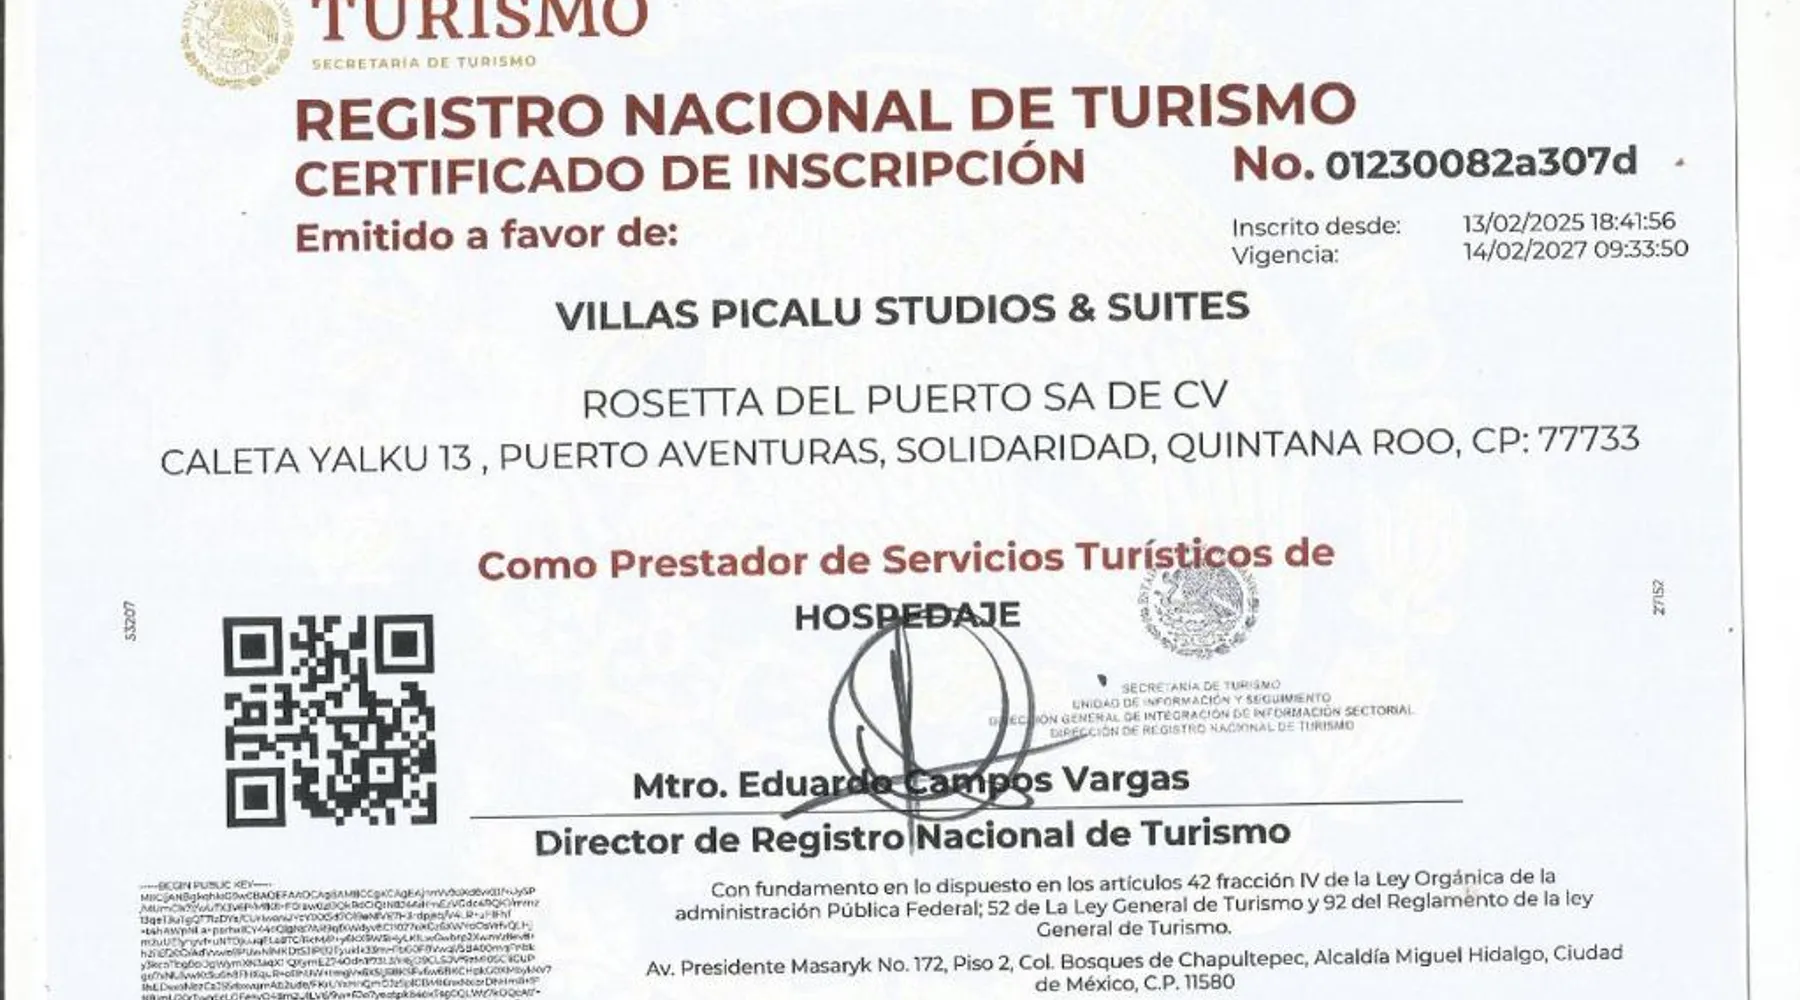 TURISMO
SECRETARÍA DE TURISMO
REGISTRO NACIONAL DE TURISMO
CERTIFICADO DE INSCRIPCIÓN
No. 01230082a307d
Emitido a favor de:
Inscrito desde: 13/02/2025 18:41:56
Vigencia: 14/02/2027 09:33:50
VILLAS PICALU STUDIOS & SUITES
ROSETTA DEL PUERTO SA DE CV
CALETA YALKU 13 , PUERTO AVENTURAS, SOLIDARIDAD, QUINTANA ROO, CP: 77733
Como Prestador de Servicios Turísticos de
HOSPEDAJE
53207
27152
SECRETARÍA DE TURISMO
UNIDAD DE INFORMACIÓN Y SEGUIMIENTO
DIRECCIÓN GENERAL DE INTEGRACIÓN DE INFORMACIÓN SECTORIAL
DIRECCIÓN DE REGISTRO NACIONAL DE TURISMO
Mtro. Eduardo Campos Vargas
Director de Registro Nacional de Turismo
-----BEGIN PUBLIC KEY-----
Con fundamento en lo dispuesto en los artículos 42 fracción IV de la Ley Orgánica de la
administración Pública Federal; 52 de La Ley General de Turismo y 92 del Reglamento de la ley
General de Turismo.
Av. Presidente Masaryk No. 172, Piso 2, Col. Bosques de Chapultepec, Alcaldía Miguel Hidalgo, Ciudad
de México, C.P. 11580